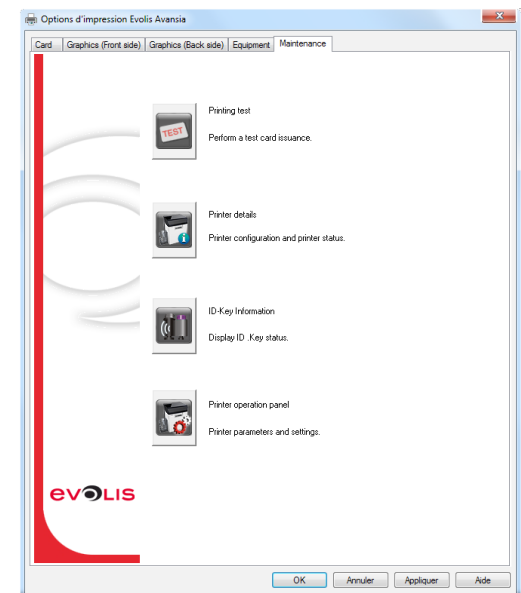 Options d'impression Evolis Avansia
Card Graphics (Front side) Graphics (Back side) Equipment Maintenance
Printing test
TEST
Perform a test card issuance.
Printer details
Printer configuration and printer status.
ID-Key Information
Display ID .Key status.
Printer operation panel
Printer parameters and settings.
evolis
OK Annuler Appliquer Aide